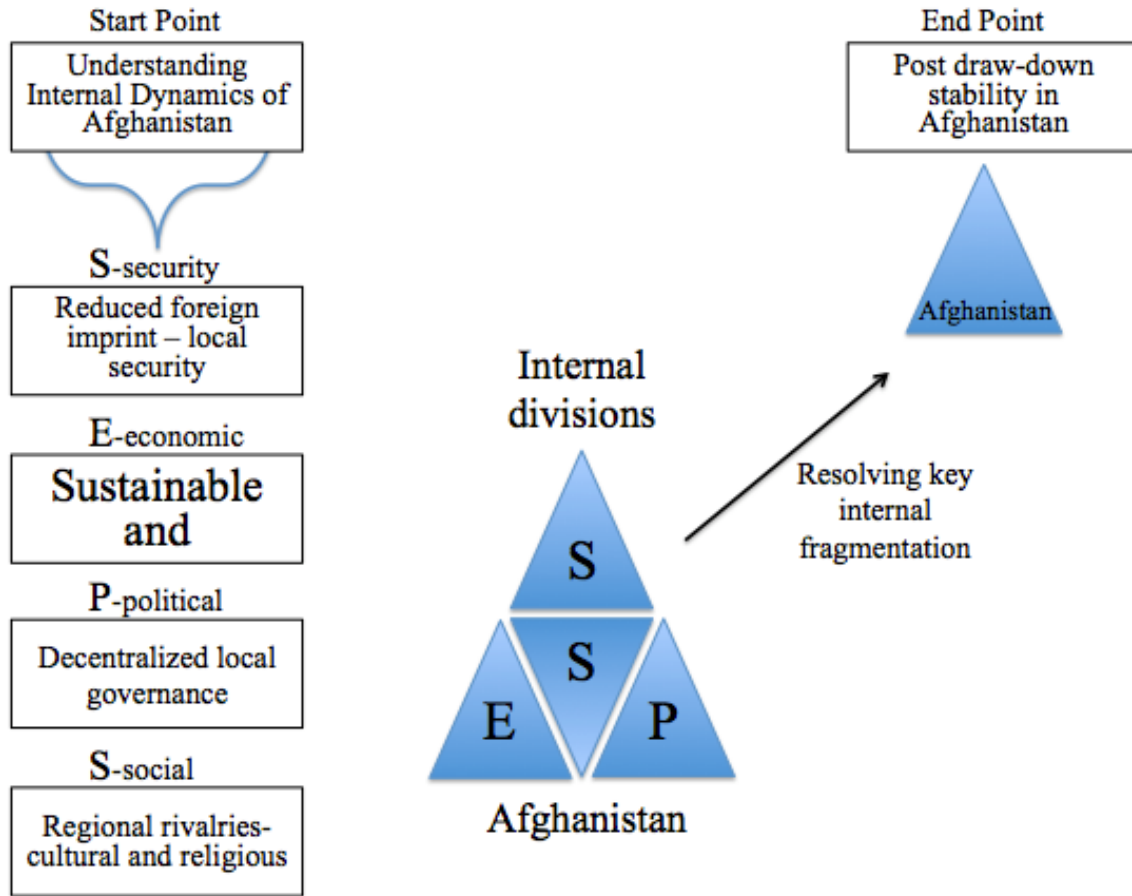 Start Point
Understanding
Internal Dynamics of
Afghanistan
S-security
Reduced foreign
imprint – local
security
E-economic
Sustainable
and
P-political
Decentralized local
governance
S-social
Regional rivalries-
cultural and religious
Internal
divisions
S
S
E
P
Afghanistan
Resolving key
internal
fragmentation
End Point
Post draw-down
stability in
Afghanistan
Afghanistan